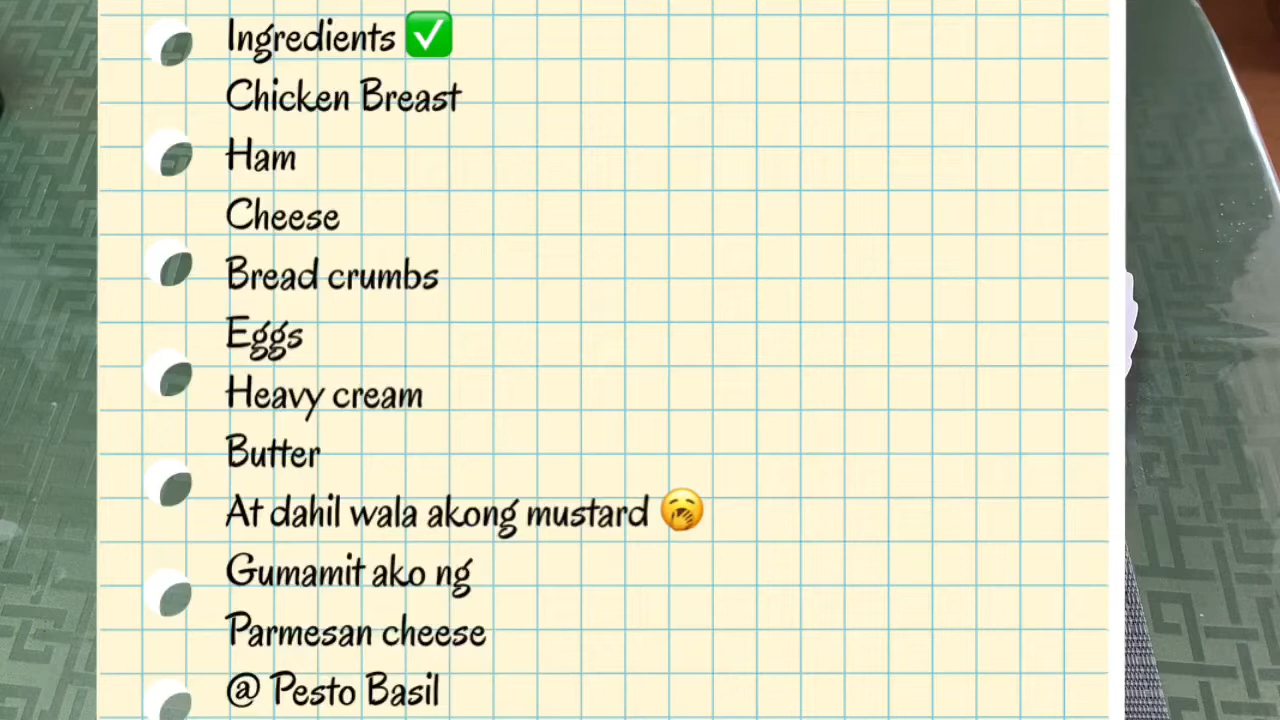 Ingredients ✅
Chicken Breast
Ham
Cheese
Bread crumbs
Eggs
Heavy cream
Butter
At dahil wala akong mustard 🥱
Gumamit ako ng
Parmesan cheese
@ Pesto Basil